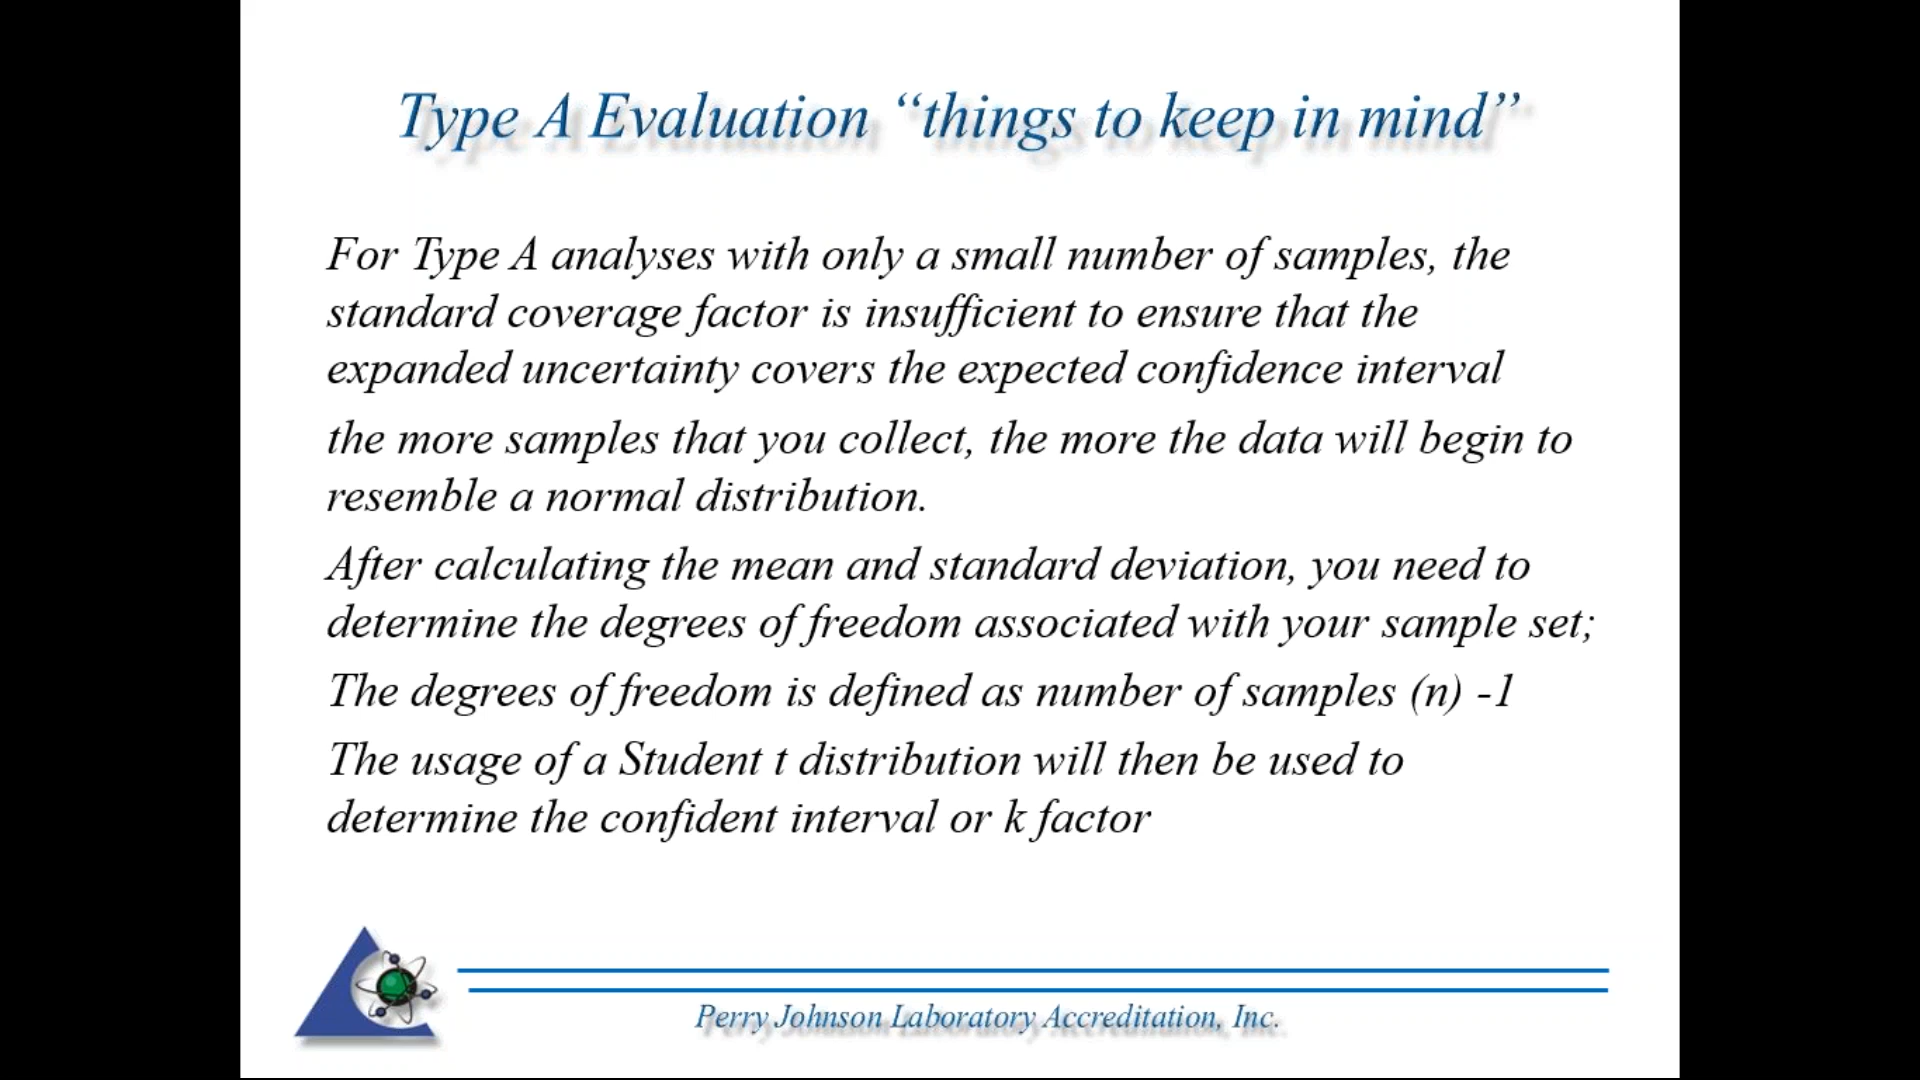 Type A Evaluation “things to keep in mind”
For Type A analyses with only a small number of samples, the
standard coverage factor is insufficient to ensure that the
expanded uncertainty covers the expected confidence interval
the more samples that you collect, the more the data will begin to
resemble a normal distribution.
After calculating the mean and standard deviation, you need to
determine the degrees of freedom associated with your sample set;
The degrees of freedom is defined as number of samples (n) -1
The usage of a Student t distribution will then be used to
determine the confident interval or k factor
Perry Johnson Laboratory Accreditation, Inc.